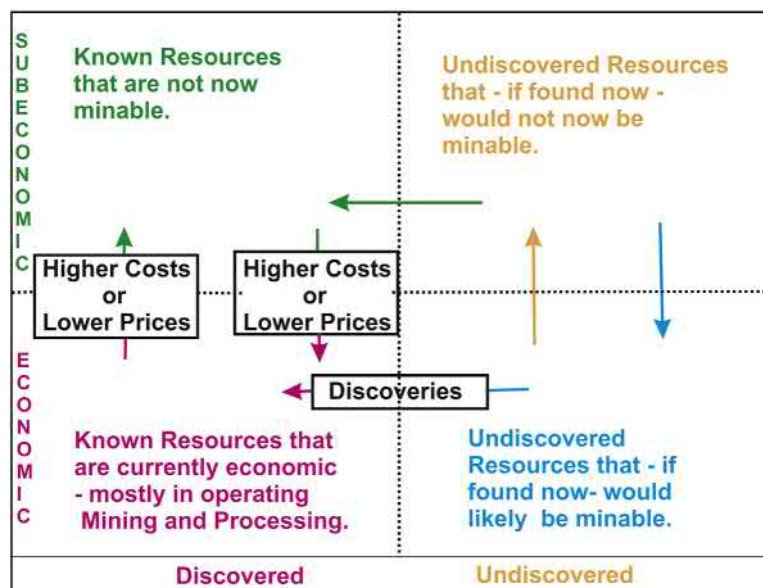 SUBECONOMIC
Known Resources
that are not now
minable.
Undiscovered Resources
that - if found now -
would not now be
minable.
Higher Costs
or
Lower Prices
Higher Costs
or
Lower Prices
ECONOMIC
Discoveries
Known Resources that
are currently economic
- mostly in operating
Mining and Processing.
Undiscovered
Resources that - if
found now- would
likely be minable.
Discovered
Undiscovered